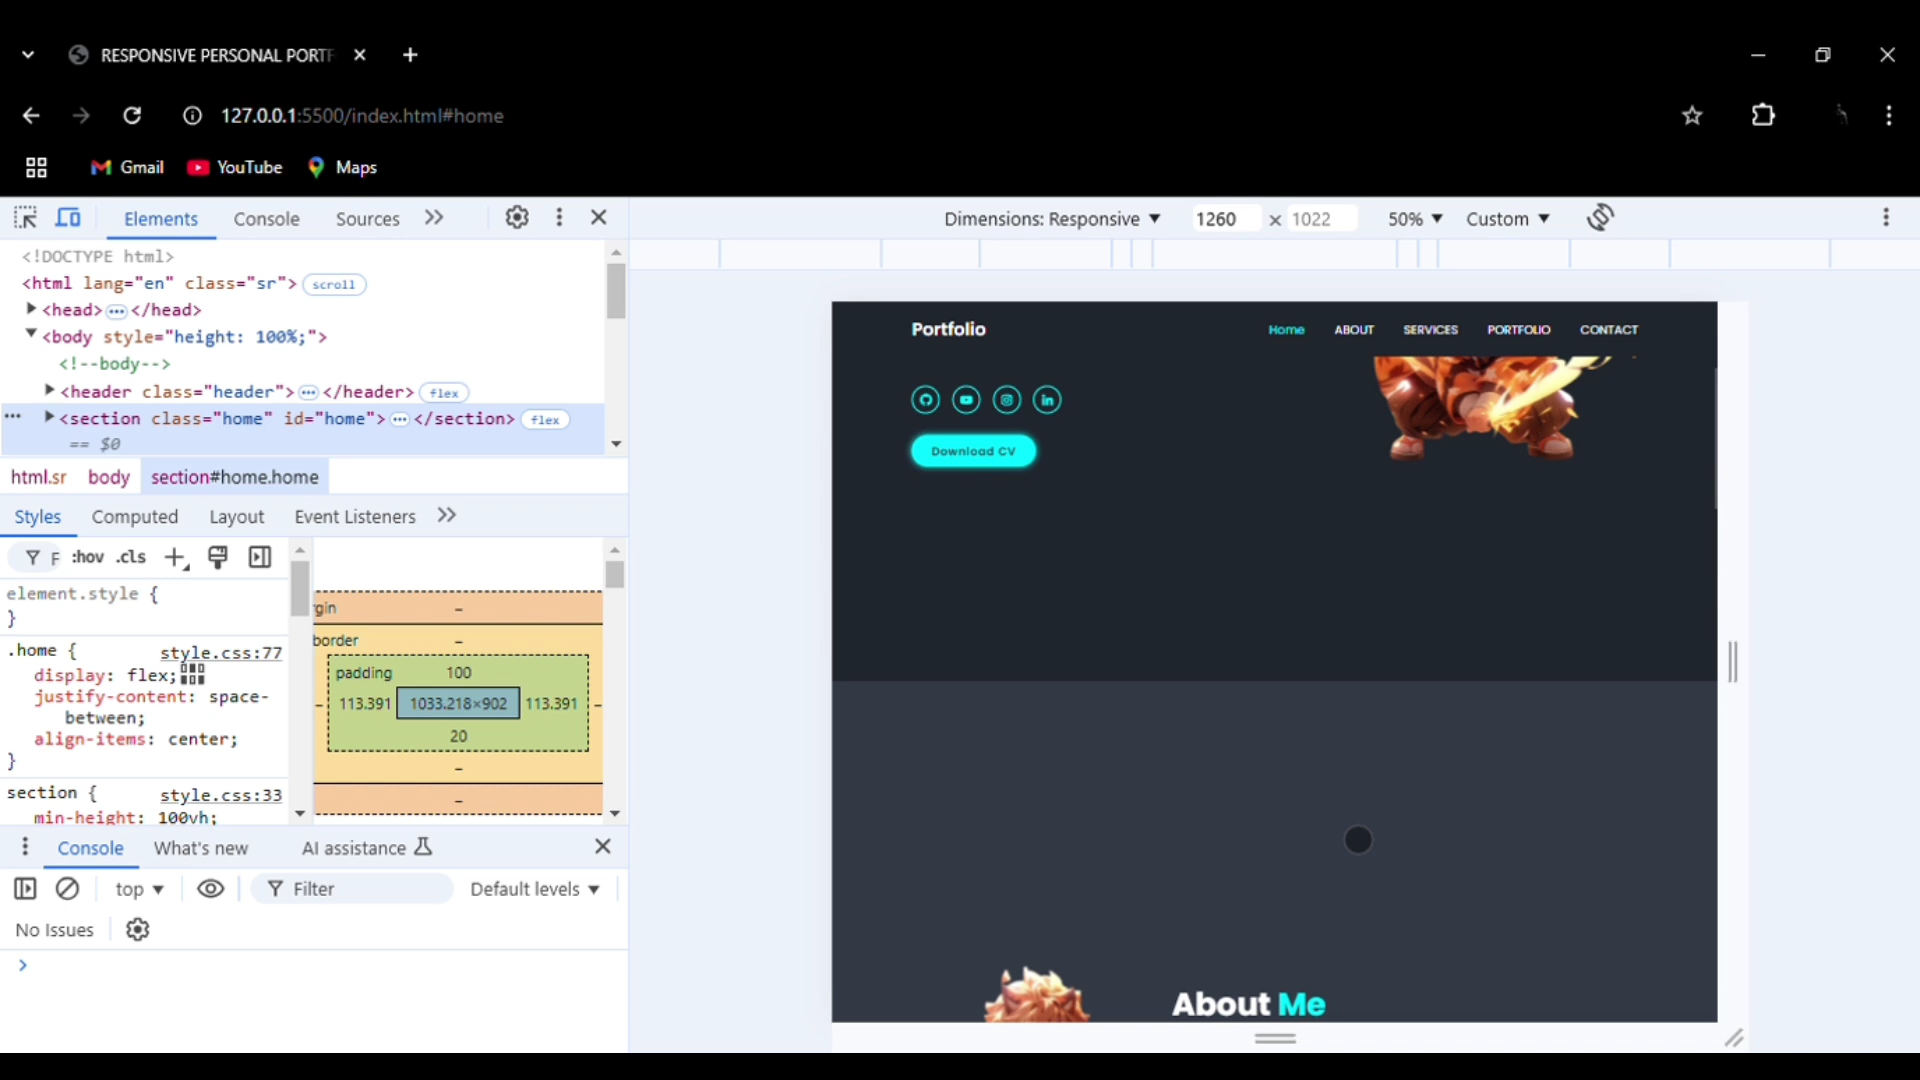 RESPONSIVE PERSONAL PORTF
127.0.0.1:5500/index.html#home
Gmail YouTube Maps
Elements Console Sources
Dimensions: Responsive 1260 × 1022 50% Custom
<!DOCTYPE html>
<html lang="en" class="sr"> scroll
<head> ••• </head>
<body style="height: 100%;">
<!--body-->
<header class="header"> ••• </header> flex
<section class="home" id="home"> ••• </section> flex
== $0
html.sr body section#home.home
Styles Computed Layout Event Listeners
F :hov .cls
element.style {
}
.home { style.css:77
display: flex;
justify-content: space-
between;
align-items: center;
}
section { style.css:33
min-height: 100vh;
rgin –
border –
padding 100
– 113.391 1033.218×902 113.391 –
20
–
–
Console What's new AI assistance
top Filter Default levels
No Issues
Portfolio Home ABOUT SERVICES PORTFOLIO CONTACT
in
Download CV
About Me